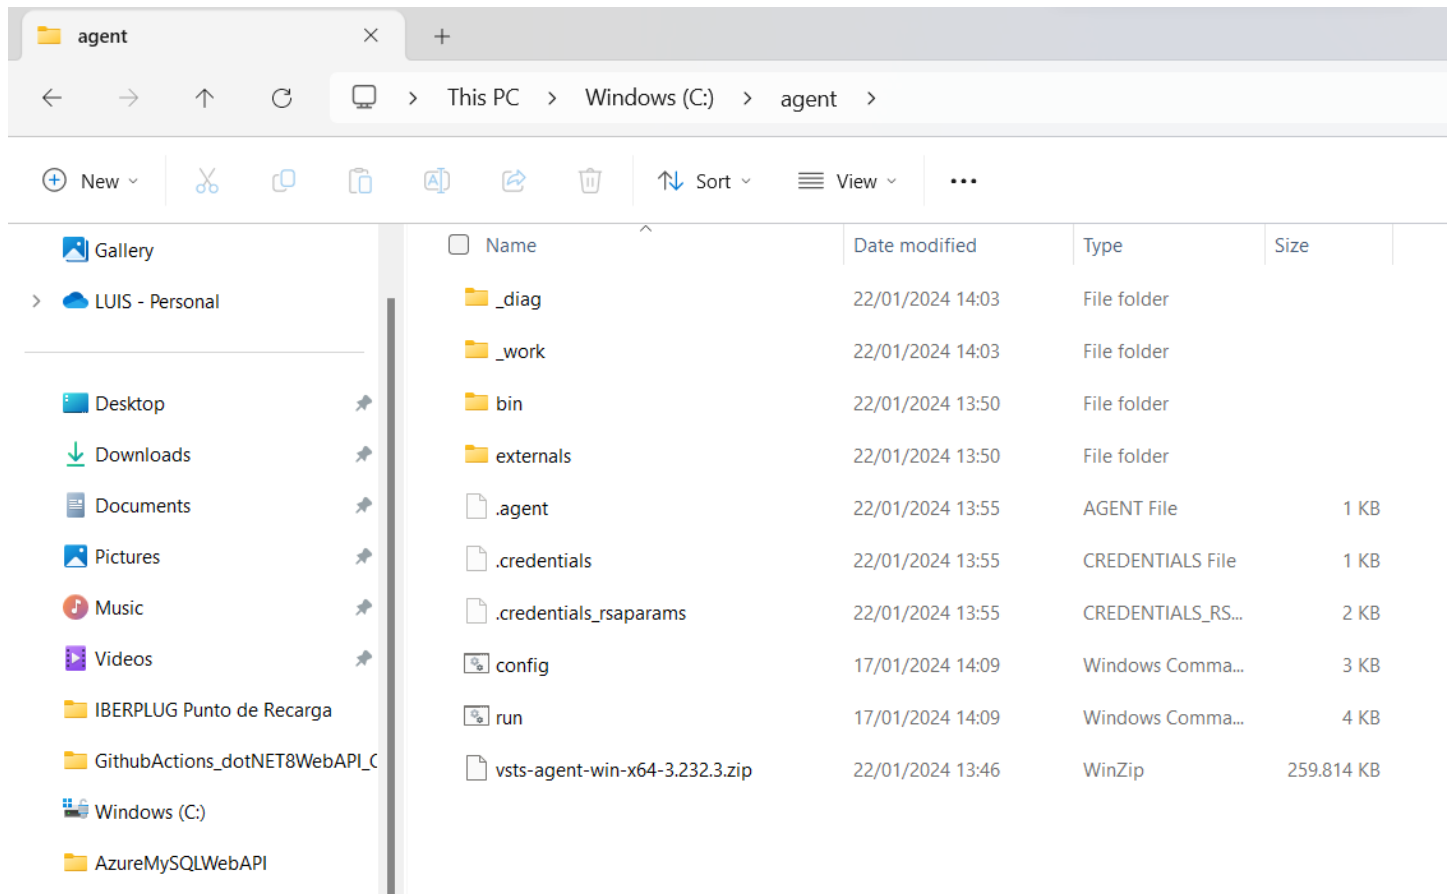 agent
This PC > Windows (C:) > agent >
New Sort View ...
Gallery
LUIS - Personal
Desktop
Downloads
Documents
Pictures
Music
Videos
IBERPLUG Punto de Recarga
GithubActions_dotNET8WebAPI_C
Windows (C:)
AzureMySQLWebAPI
Name Date modified Type Size
_diag 22/01/2024 14:03 File folder
_work 22/01/2024 14:03 File folder
bin 22/01/2024 13:50 File folder
externals 22/01/2024 13:50 File folder
.agent 22/01/2024 13:55 AGENT File 1 KB
.credentials 22/01/2024 13:55 CREDENTIALS File 1 KB
.credentials_rsaparams 22/01/2024 13:55 CREDENTIALS_RS... 2 KB
config 17/01/2024 14:09 Windows Comma... 3 KB
run 17/01/2024 14:09 Windows Comma... 4 KB
vsts-agent-win-x64-3.232.3.zip 22/01/2024 13:46 WinZip 259.814 KB